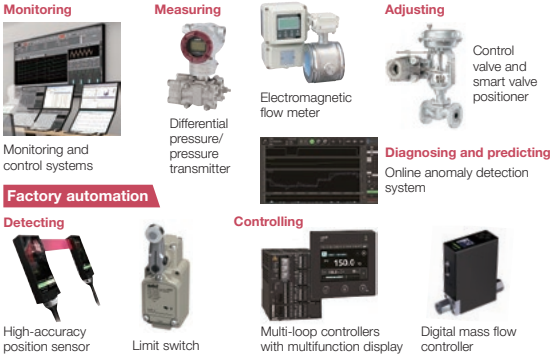 Monitoring
Monitoring and
control systems
Measuring
Differential
pressure/
pressure
transmitter
Electromagnetic
flow meter
Adjusting
Control
valve and
smart valve
positioner
Diagnosing and predicting
Online anomaly detection
system
Factory automation
Detecting
High-accuracy
position sensor
Limit switch
Controlling
150.0
Multi-loop controllers
with multifunction display
Digital mass flow
controller